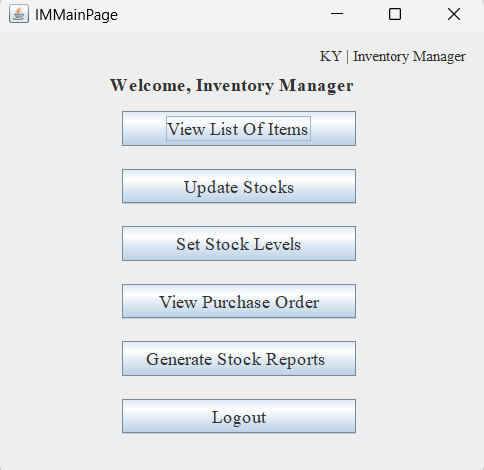 IMMainPage
KY | Inventory Manager
Welcome, Inventory Manager
View List Of Items
Update Stocks
Set Stock Levels
View Purchase Order
Generate Stock Reports
Logout